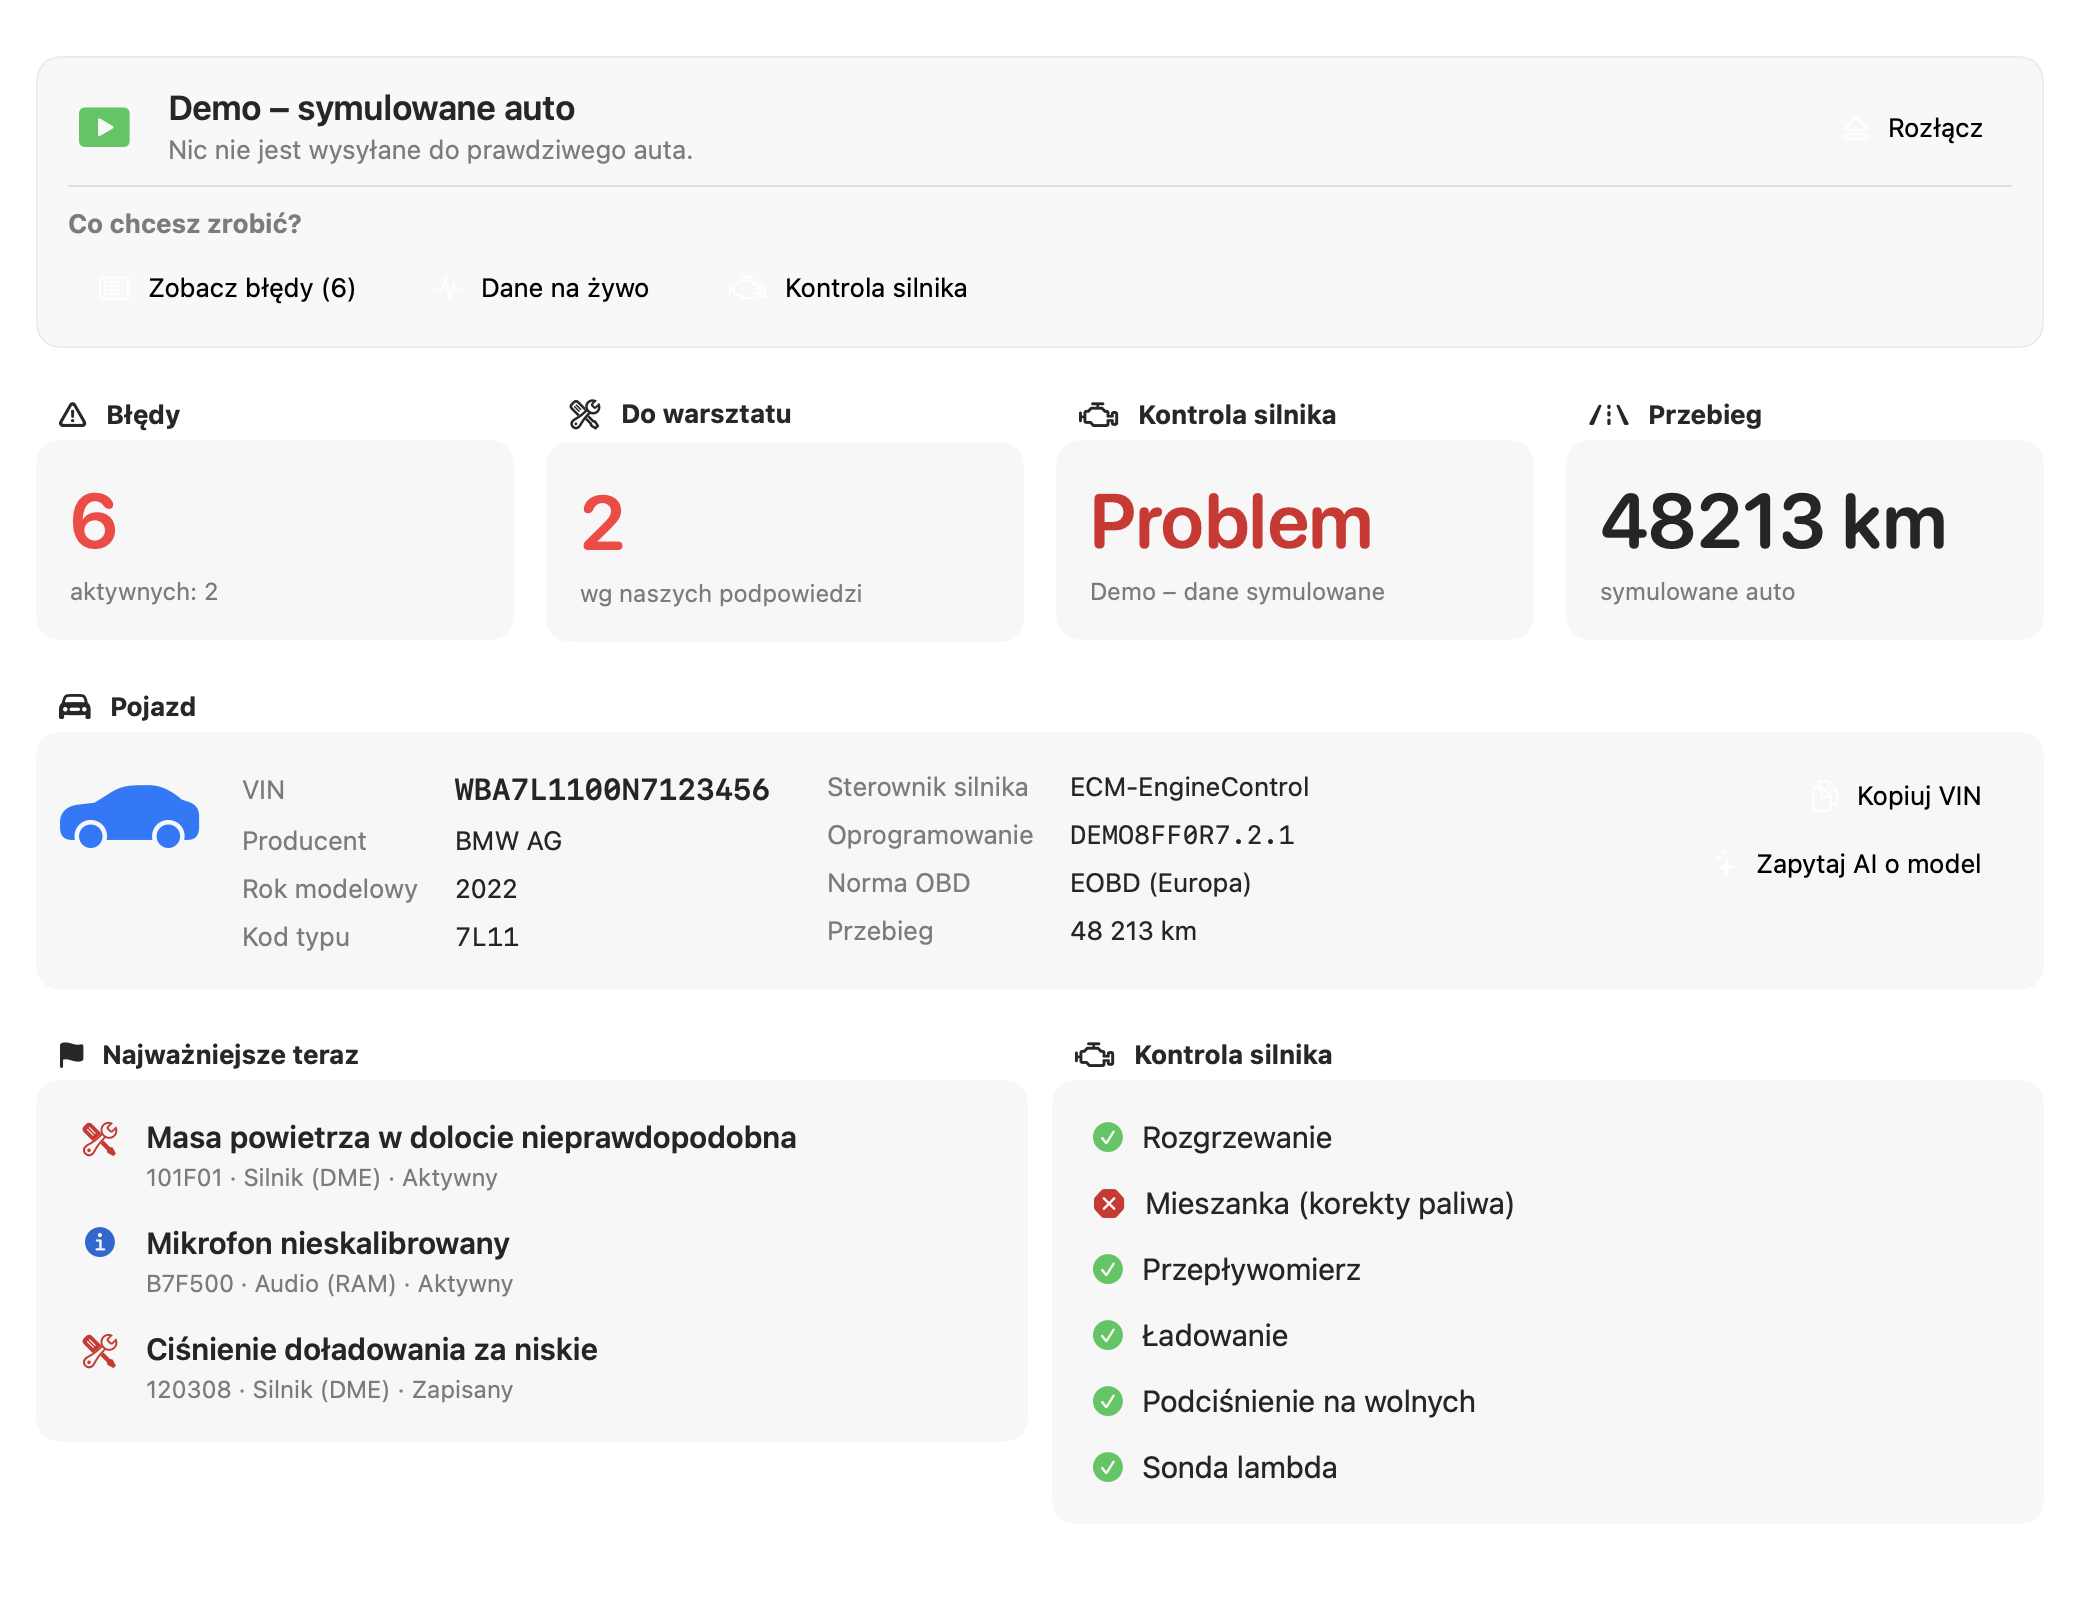 Demo – symulowane auto
Nic nie jest wysyłane do prawdziwego auta.
Rozłącz
Co chcesz zrobić?
Zobacz błędy (6)
Dane na żywo
Kontrola silnika
Błędy
6
aktywnych: 2
Do warsztatu
2
wg naszych podpowiedzi
Kontrola silnika
Problem
Demo – dane symulowane
Przebieg
48213 km
symulowane auto
Pojazd
VIN WBA7L1100N7123456
Producent BMW AG
Rok modelowy 2022
Kod typu 7L11
Sterownik silnika ECM-EngineControl
Oprogramowanie DEMO8FF0R7.2.1
Norma OBD EOBD (Europa)
Przebieg 48 213 km
Kopiuj VIN
Zapytaj AI o model
Najważniejsze teraz
Masa powietrza w dolocie nieprawdopodobna
101F01 · Silnik (DME) · Aktywny
Mikrofon nieskalibrowany
B7F500 · Audio (RAM) · Aktywny
Ciśnienie doładowania za niskie
120308 · Silnik (DME) · Zapisany
Kontrola silnika
Rozgrzewanie
Mieszanka (korekty paliwa)
Przepływomierz
Ładowanie
Podciśnienie na wolnych
Sonda lambda